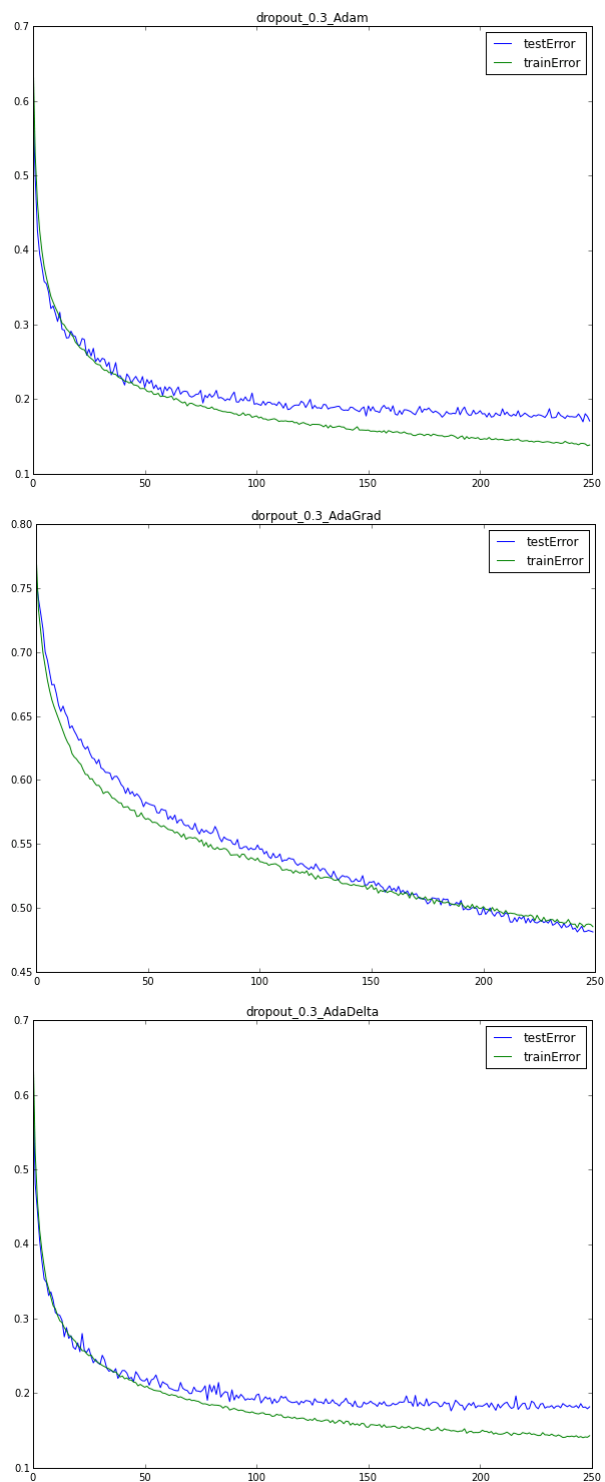 dropout_0.3_Adam
0.7
0.6
0.5
0.4
0.3
0.2
0.1
0 50 100 150 200 250
testError
trainError
dorpout_0.3_AdaGrad
0.80
0.75
0.70
0.65
0.60
0.55
0.50
0.45
0 50 100 150 200 250
testError
trainError
dropout_0.3_AdaDelta
0.7
0.6
0.5
0.4
0.3
0.2
0.1
0 50 100 150 200 250
testError
trainError